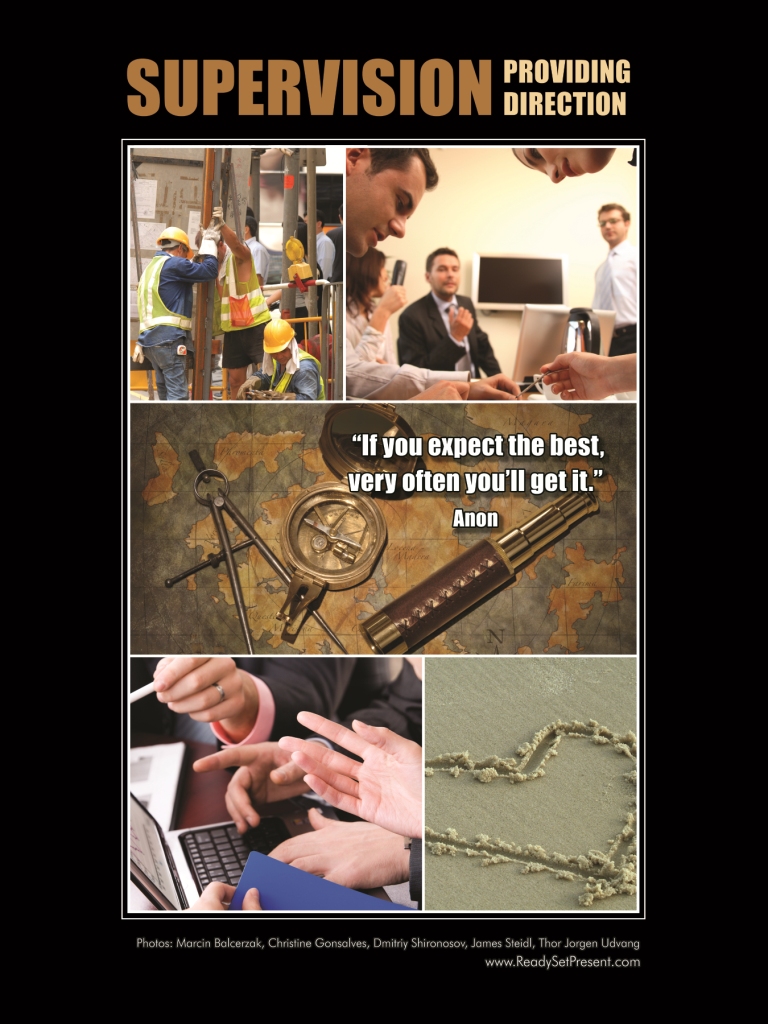 SUPERVISION
PROVIDING
DIRECTION
“If you expect the best,
very often you’ll get it.”
Anon
N
Photos: Marcin Balcerzak, Christine Gonsalves, Dmitriy Shironosov, James Steidl, Thor Jorgen Udvang
www.ReadySetPresent.com